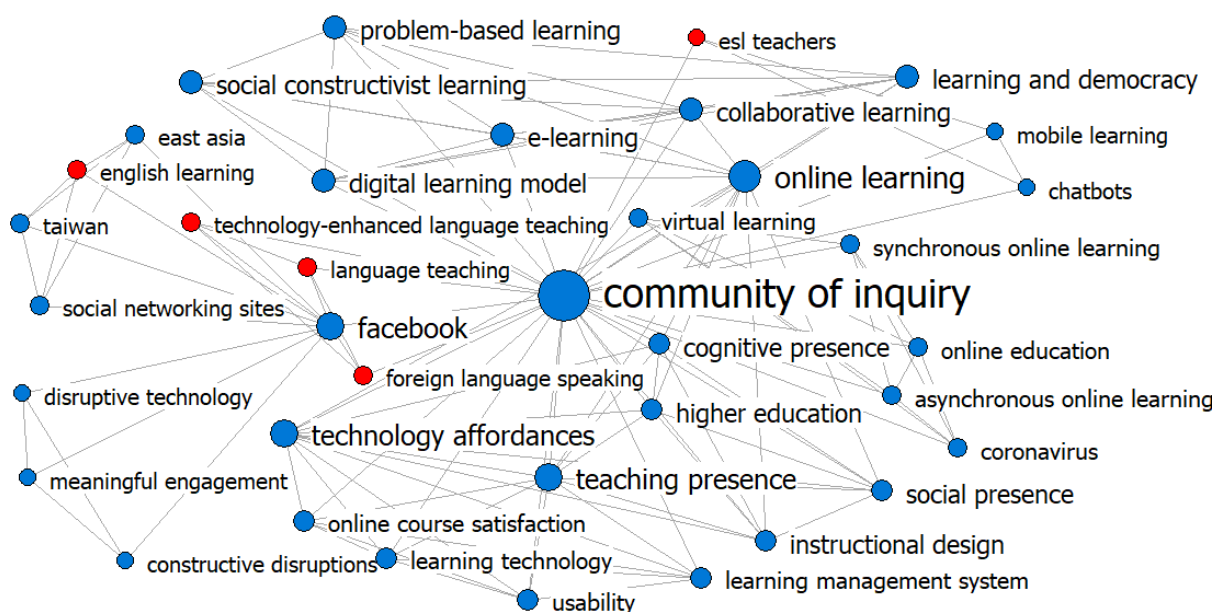 problem-based learning
esl teachers
social constructivist learning
learning and democracy
collaborative learning
east asia
e-learning
mobile learning
english learning
digital learning model
online learning
chatbots
taiwan
technology-enhanced language teaching
virtual learning
synchronous online learning
language teaching
social networking sites
facebook
community of inquiry
cognitive presence
online education
disruptive technology
foreign language speaking
higher education
asynchronous online learning
technology affordances
coronavirus
meaningful engagement
teaching presence
social presence
online course satisfaction
constructive disruptions
learning technology
instructional design
learning management system
usability